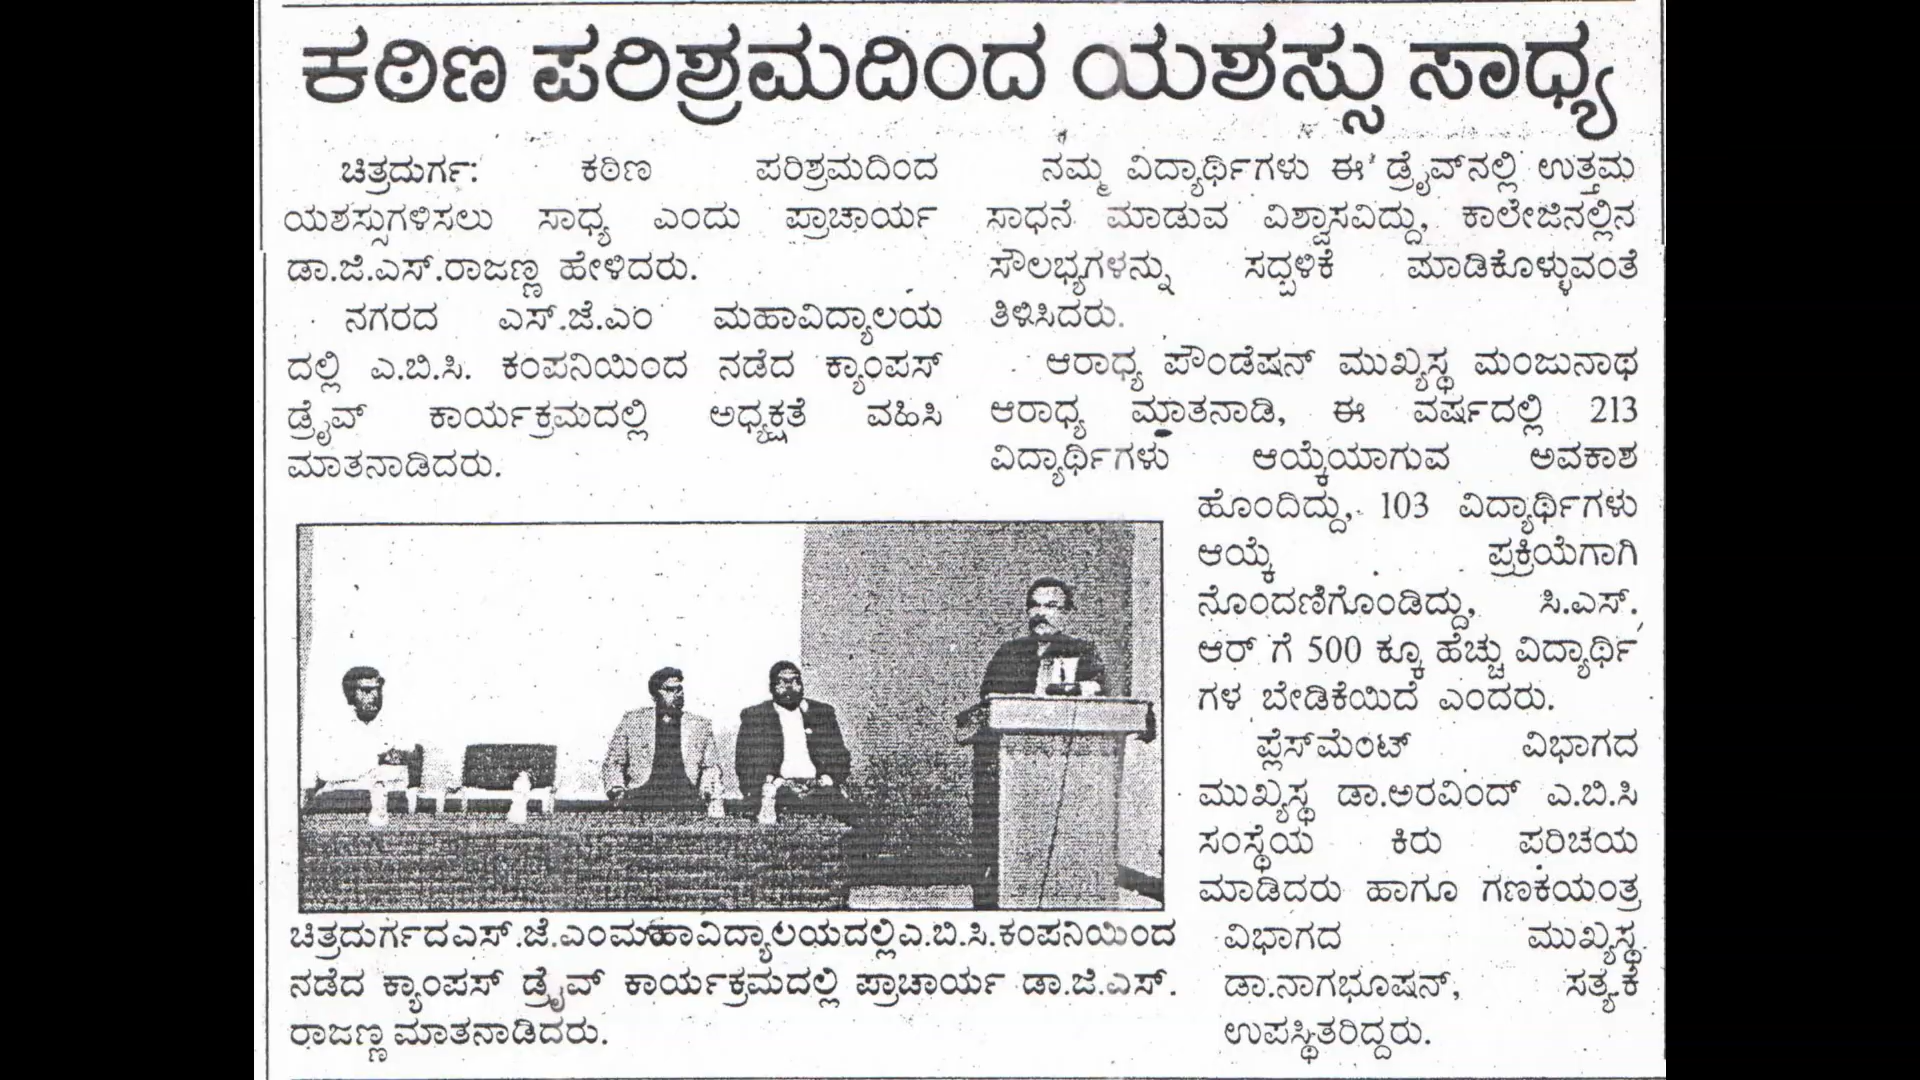 ಕಠಿಣ ಪರಿಶ್ರಮದಿಂದ ಯಶಸ್ಸು ಸಾಧ್ಯ
ಚಿತ್ರದುರ್ಗ: ಕಠಿಣ ಪರಿಶ್ರಮದಿಂದ
ಯಶಸ್ಸುಗಳಿಸಲು ಸಾಧ್ಯ ಎಂದು ಪ್ರಾಚಾರ್ಯ
ಡಾ.ಜಿ.ಎಸ್.ರಾಜಣ್ಣ ಹೇಳಿದರು.
ನಗರದ ಎಸ್.ಜೆ.ಎಂ ಮಹಾವಿದ್ಯಾಲಯ
ದಲ್ಲಿ ಎ.ಬಿ.ಸಿ. ಕಂಪನಿಯಿಂದ ನಡೆದ ಕ್ಯಾಂಪಸ್
ಡ್ರೈವ್ ಕಾರ್ಯಕ್ರಮದಲ್ಲಿ ಅಧ್ಯಕ್ಷತೆ ವಹಿಸಿ
ಮಾತನಾಡಿದರು.
ನಮ್ಮ ವಿದ್ಯಾರ್ಥಿಗಳು ಈ ಡ್ರೈವ್‌ನಲ್ಲಿ ಉತ್ತಮ
ಸಾಧನೆ ಮಾಡುವ ವಿಶ್ವಾಸವಿದ್ದು, ಕಾಲೇಜಿನಲ್ಲಿನ
ಸೌಲಭ್ಯಗಳನ್ನು ಸದ್ಬಳಿಕೆ ಮಾಡಿಕೊಳ್ಳುವಂತೆ
ತಿಳಿಸಿದರು.
ಆರಾಧ್ಯ ಪೌಂಡೆಷನ್ ಮುಖ್ಯಸ್ಥ ಮಂಜುನಾಥ
ಆರಾಧ್ಯ ಮಾತನಾಡಿ, ಈ ವರ್ಷದಲ್ಲಿ 213
ವಿದ್ಯಾರ್ಥಿಗಳು ಆಯ್ಕೆಯಾಗುವ ಅವಕಾಶ
ಹೊಂದಿದ್ದು, 103 ವಿದ್ಯಾರ್ಥಿಗಳು
ಆಯ್ಕೆ ಪ್ರಕ್ರಿಯೆಗಾಗಿ
ನೊಂದಣಿಗೊಂಡಿದ್ದು, ಸಿ.ಎಸ್.
ಆರ್ ಗೆ 500 ಕ್ಕೂ ಹೆಚ್ಚು ವಿದ್ಯಾರ್ಥಿ
ಗಳ ಬೇಡಿಕೆಯಿದೆ ಎಂದರು.
ಪ್ಲೆಸ್‌ಮೆಂಟ್ ವಿಭಾಗದ
ಮುಖ್ಯಸ್ಥ ಡಾ.ಅರವಿಂದ್ ಎ.ಬಿ.ಸಿ
ಸಂಸ್ಥೆಯ ಕಿರು ಪರಿಚಯ
ಮಾಡಿದರು ಹಾಗೂ ಗಣಕಯಂತ್ರ
ವಿಭಾಗದ ಮುಖ್ಯಸ್ಥ
ಡಾ.ನಾಗಭೂಷನ್, ಸತ್ಯಕೆ
ಉಪಸ್ಥಿತರಿದ್ದರು.
ಚಿತ್ರದುರ್ಗದಎಸ್.ಜೆ.ಎಂಮಹಾವಿದ್ಯಾಲಯದಲ್ಲಿಎ.ಬಿ.ಸಿ.ಕಂಪನಿಯಿಂದ
ನಡೆದ ಕ್ಯಾಂಪಸ್ ಡ್ರೈವ್ ಕಾರ್ಯಕ್ರಮದಲ್ಲಿ ಪ್ರಾಚಾರ್ಯ ಡಾ.ಜಿ.ಎಸ್.
ರಾಜಣ್ಣ ಮಾತನಾಡಿದರು.